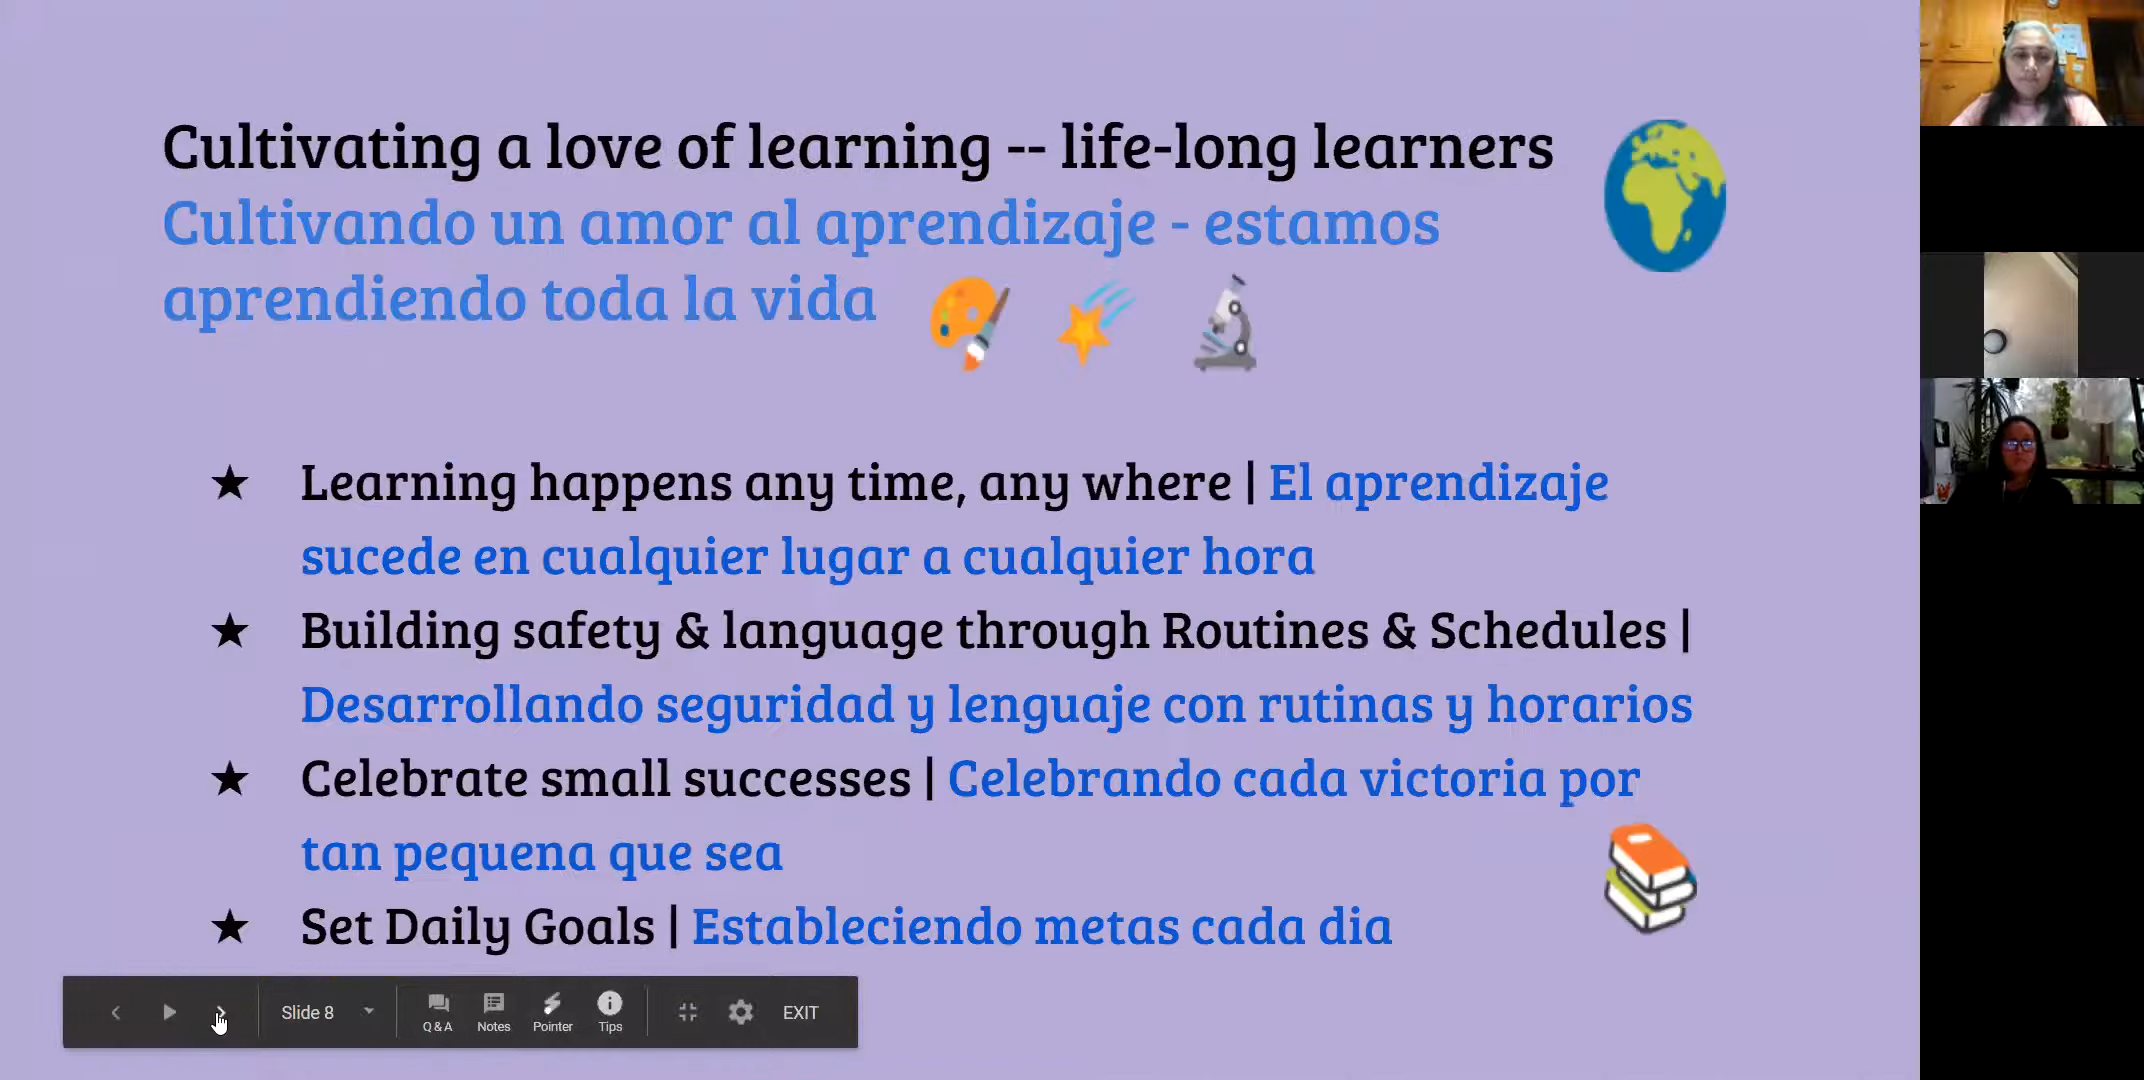 Cultivating a love of learning -- life-long learners
Cultivando un amor al aprendizaje - estamos
aprendiendo toda la vida
★ Learning happens any time, any where | El aprendizaje
sucede en cualquier lugar a cualquier hora
★ Building safety & language through Routines & Schedules |
Desarrollando seguridad y lenguaje con rutinas y horarios
★ Celebrate small successes | Celebrando cada victoria por
tan pequena que sea
★ Set Daily Goals | Estableciendo metas cada dia
Slide 8 Q & A Notes Pointer Tips EXIT